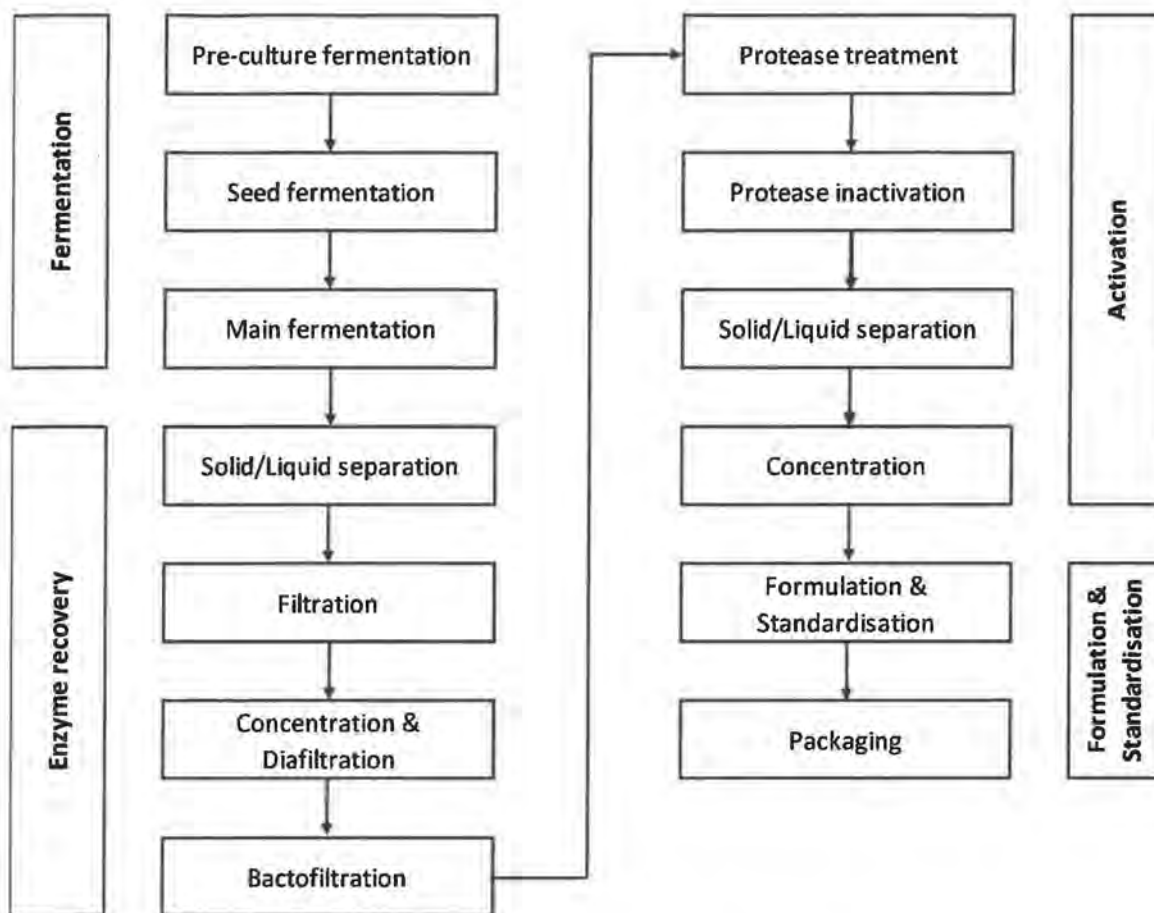 Fermentation
Pre-culture fermentation
Seed fermentation
Main fermentation
Enzyme recovery
Solid/Liquid separation
Filtration
Concentration &
Diafiltration
Bactofiltration
Protease treatment
Protease inactivation
Solid/Liquid separation
Concentration
Activation
Formulation &
Standardisation
Packaging
Formulation &
Standardisation